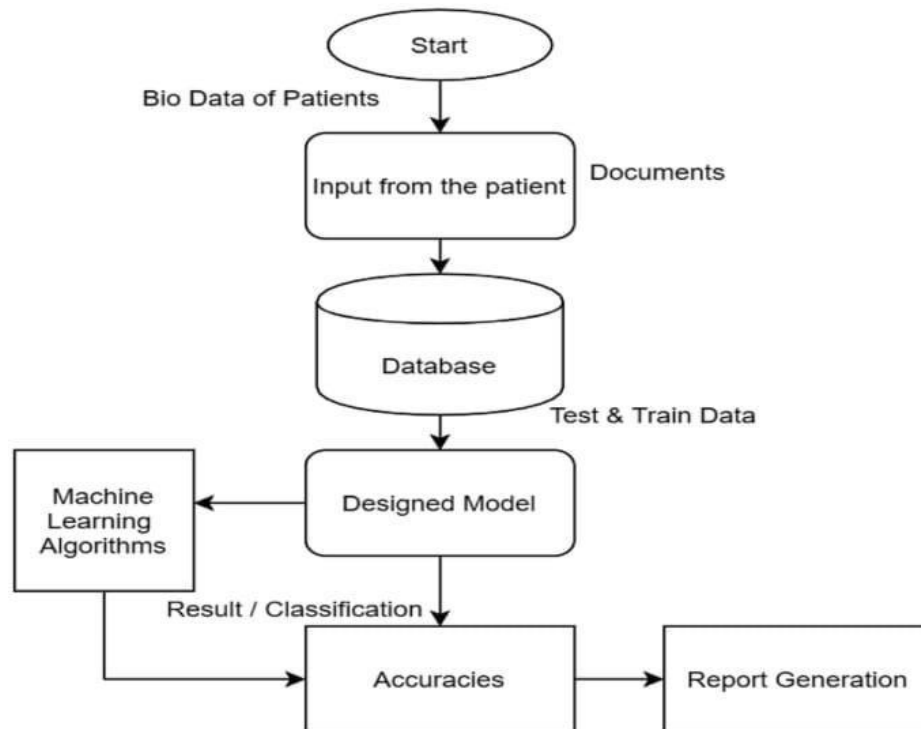 Start
Bio Data of Patients
Input from the patient
Documents
Database
Test & Train Data
Machine
Learning
Algorithms
Designed Model
Result / Classification
Accuracies
Report Generation